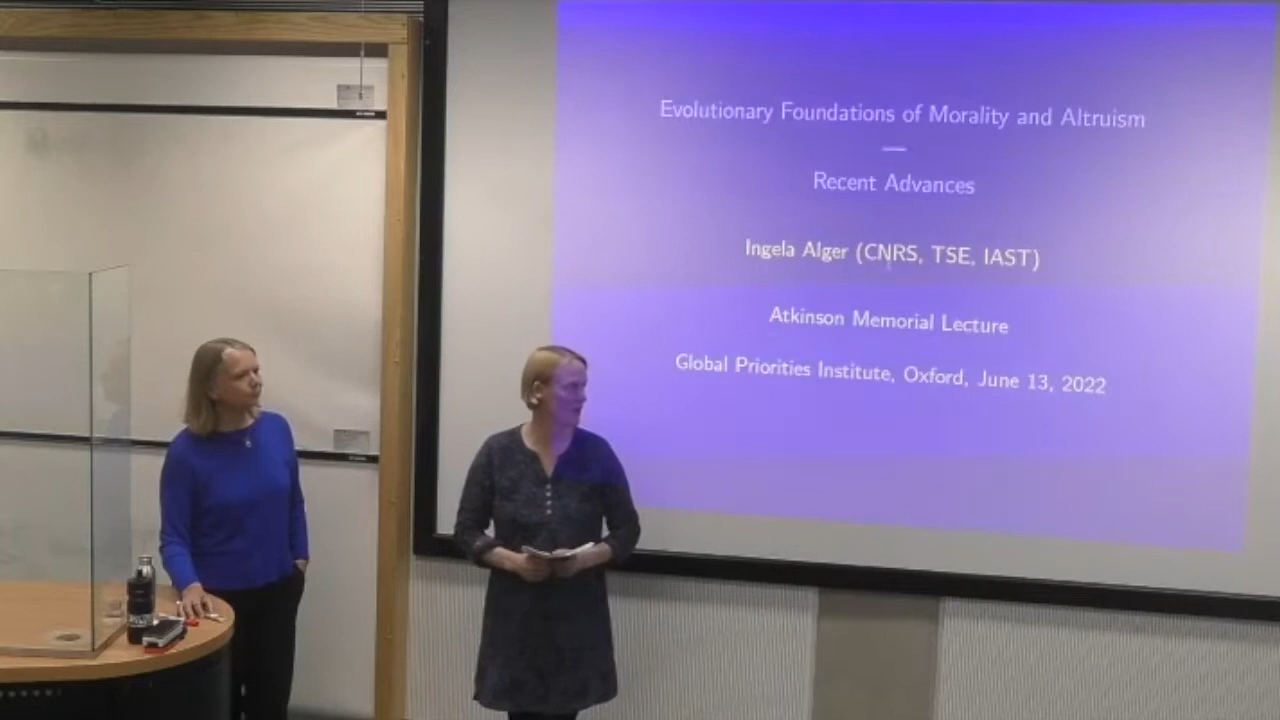 Evolutionary Foundations of Morality and Altruism
—
Recent Advances
Ingela Alger (CNRS, TSE, IAST)
Atkinson Memorial Lecture
Global Priorities Institute, Oxford, June 13, 2022